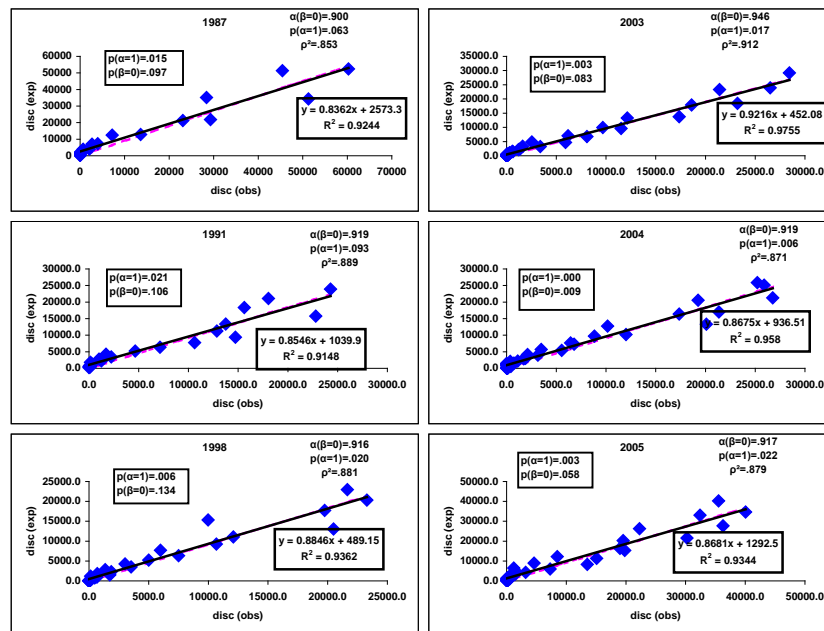 1987
α(β=0)=.900
p(α=1)=.063
ρ²=.853
p(α=1)=.015
p(β=0)=.097
disc (exp)
60000
50000
40000
30000
20000
10000
0
y = 0.8362x + 2573.3
R² = 0.9244
0 10000 20000 30000 40000 50000 60000 70000
disc (obs)
2003
α(β=0)=.946
p(α=1)=.017
ρ²=.912
p(α=1)=.003
p(β=0)=.083
disc (exp)
35000.0
30000.0
25000.0
20000.0
15000.0
10000.0
5000.0
0.0
y = 0.9216x + 452.08
R² = 0.9755
0.0 5000.0 10000.0 15000.0 20000.0 25000.0 30000.0
disc (obs)
1991
α(β=0)=.919
p(α=1)=.093
ρ²=.889
p(α=1)=.021
p(β=0)=.106
disc (exp)
30000.0
25000.0
20000.0
15000.0
10000.0
5000.0
0.0
y = 0.8546x + 1039.9
R² = 0.9148
0.0 5000.0 10000.0 15000.0 20000.0 25000.0 30000.0
disc (obs)
2004
α(β=0)=.919
p(α=1)=.006
ρ²=.871
p(α=1)=.000
p(β=0)=.009
disc (exp)
30000.0
25000.0
20000.0
15000.0
10000.0
5000.0
0.0
= 0.8675x + 936.51
R² = 0.958
0.0 5000.0 10000.0 15000.0 20000.0 25000.0 30000.0
disc (obs)
1998
α(β=0)=.916
p(α=1)=.020
ρ²=.881
p(α=1)=.006
p(β=0)=.134
disc (exp)
25000.0
20000.0
15000.0
10000.0
5000.0
0.0
y = 0.8846x + 489.15
R² = 0.9362
0.0 5000.0 10000.0 15000.0 20000.0 25000.0
disc (obs)
2005
α(β=0)=.917
p(α=1)=.022
ρ²=.879
p(α=1)=.003
p(β=0)=.058
disc (exp)
50000.0
40000.0
30000.0
20000.0
10000.0
0.0
y = 0.8681x + 1292.5
R² = 0.9344
0.0 10000.0 20000.0 30000.0 40000.0 50000.0
disc (obs)